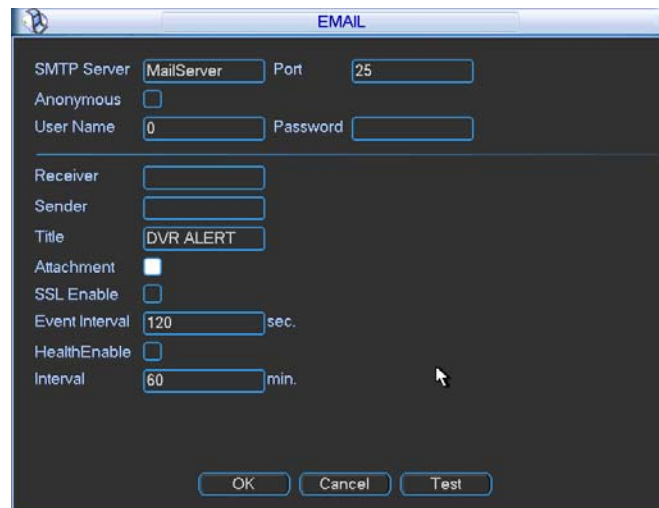 EMAIL
SMTP Server MailServer Port 25
Anonymous
User Name 0 Password
Receiver
Sender
Title DVR ALERT
Attachment
SSL Enable
Event Interval 120 sec.
HealthEnable
Interval 60 min.
OK Cancel Test